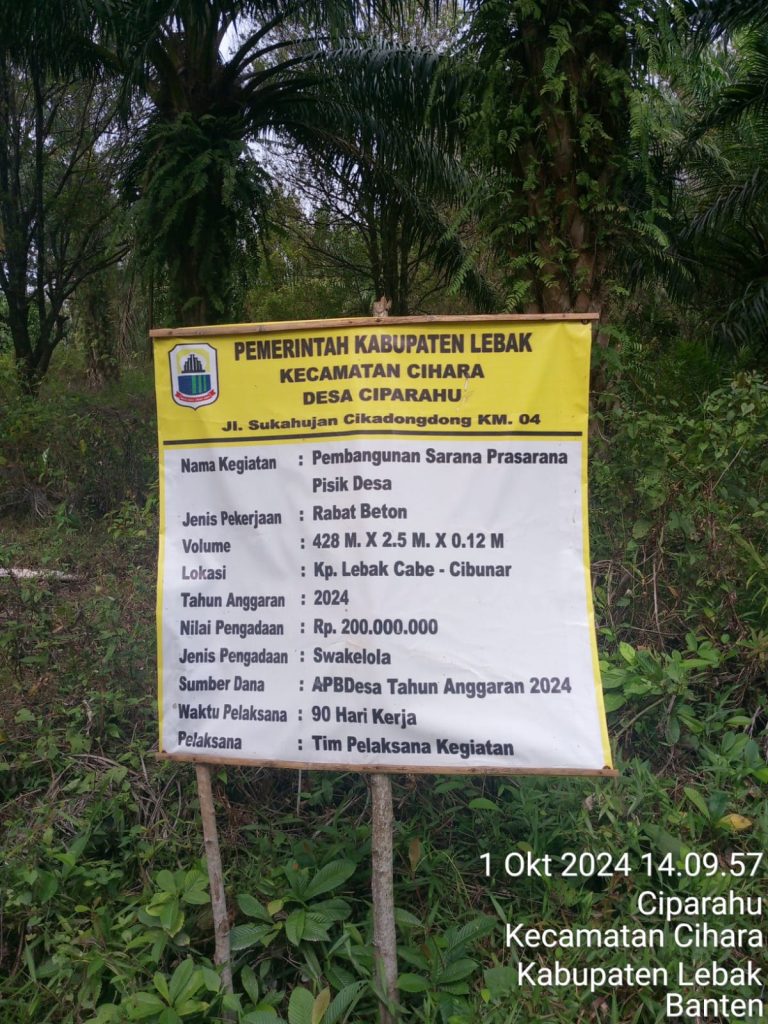 PEMERINTAH KABUPATEN LEBAK
KECAMATAN CIHARA
DESA CIPARAHU
Jl. Sukahujan Cikadongdong KM. 04
Nama Kegiatan : Pembangunan Sarana Prasarana
Pisik Desa
Jenis Pekerjaan : Rabat Beton
Volume : 428 M. X 2.5 M. X 0.12 M
Lokasi : Kp. Lebak Cabe - Cibunar
Tahun Anggaran : 2024
Nilai Pengadaan : Rp. 200.000.000
Jenis Pengadaan : Swakelola
Sumber Dana : APBDesa Tahun Anggaran 2024
Waktu Pelaksana : 90 Hari Kerja
Pelaksana : Tim Pelaksana Kegiatan
1 Okt 2024 14.09.57
Ciparahu
Kecamatan Cihara
Kabupaten Lebak
Banten